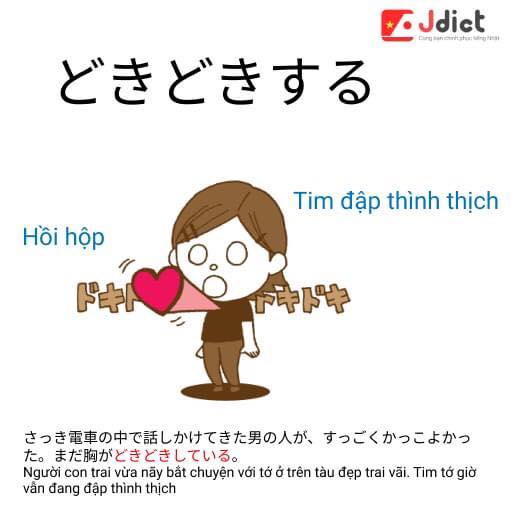 Jdict
Cùng bạn chinh phục tiếng Nhật
どきどきする
Tim đập thình thịch
Hồi hộp
ドキド
ドキドキ
さっき電車の中で話しかけてきた男の人が、すっごくかっこよかっ
た。まだ胸がどきどきしている。
Người con trai vừa nãy bắt chuyện với tớ ở trên tàu đẹp trai vãi. Tim tớ giờ
vẫn đang đập thình thịch